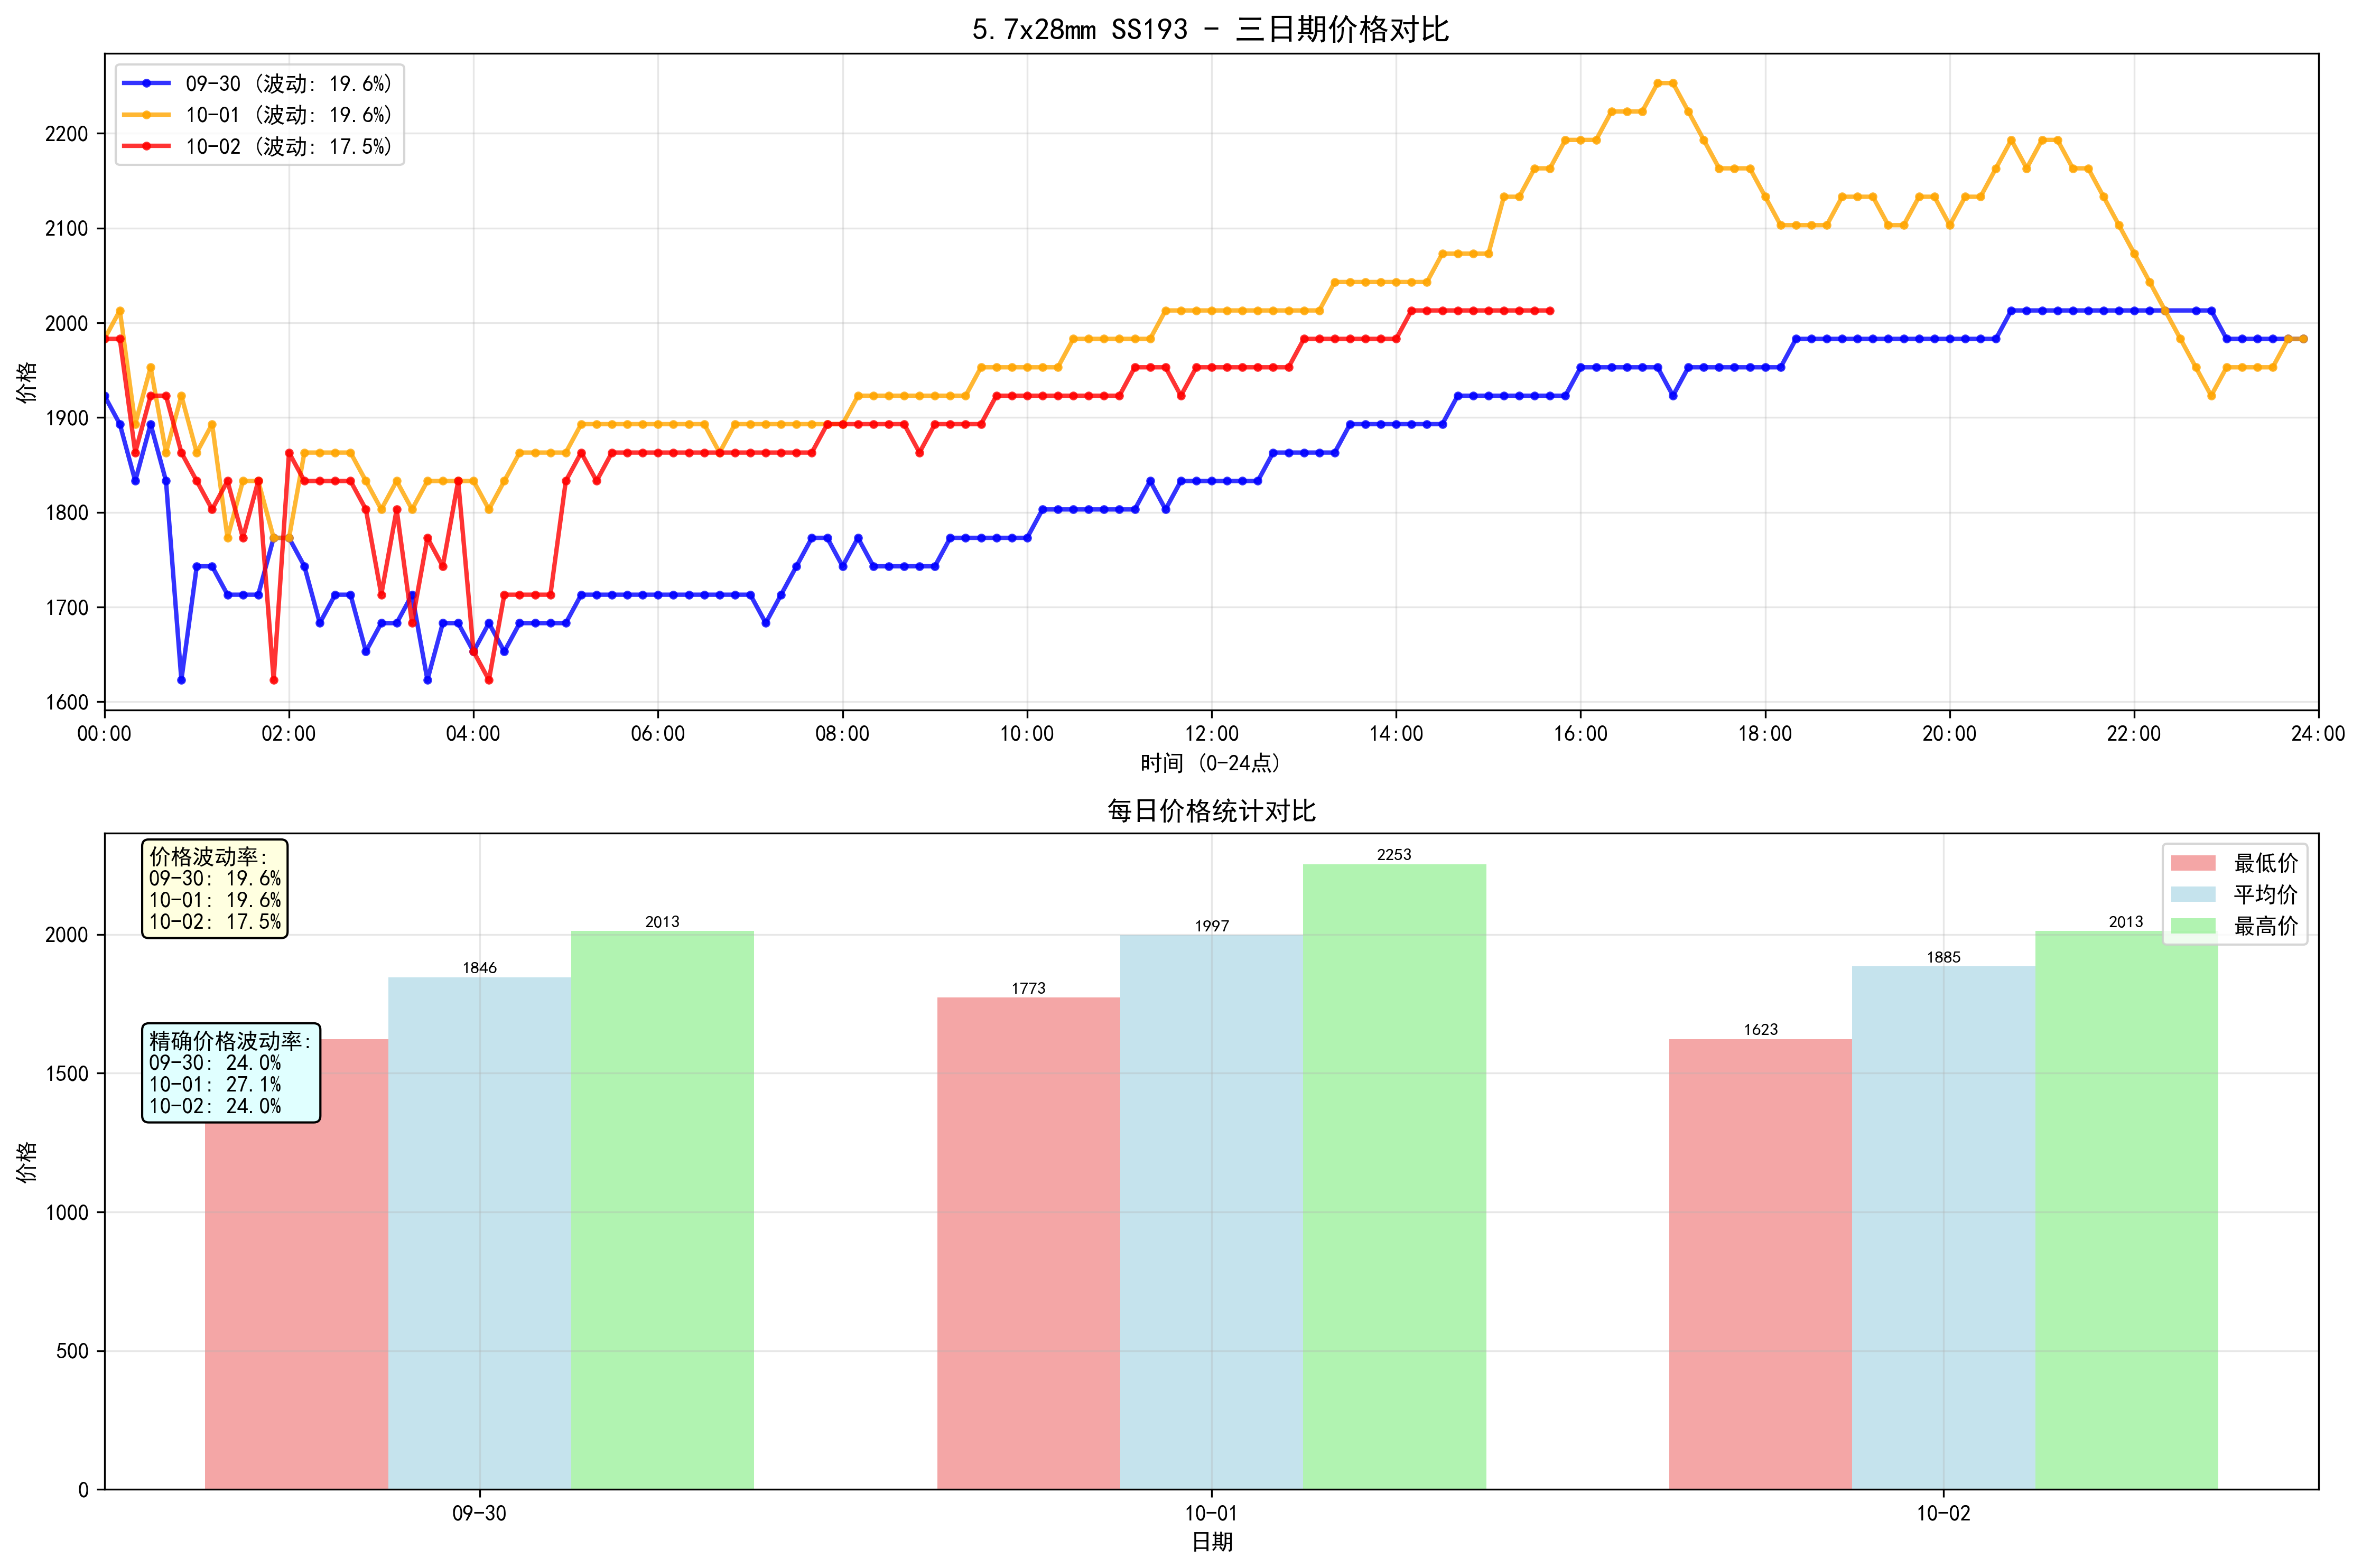 5.7x28mm SS193 - 三日期价格对比
09-30 (波动: 19.6%)
10-01 (波动: 19.6%)
10-02 (波动: 17.5%)
价格
2200
2100
2000
1900
1800
1700
1600
00:00 02:00 04:00 06:00 08:00 10:00 12:00 14:00 16:00 18:00 20:00 22:00 24:00
时间 (0-24点)
每日价格统计对比
价格波动率:
09-30: 19.6%
10-01: 19.6%
10-02: 17.5%
精确价格波动率:
09-30: 24.0%
10-01: 27.1%
10-02: 24.0%
最低价
平均价
最高价
1846
2013
1773
1997
2253
1623
1885
2013
价格
2000
1500
1000
500
0
09-30 10-01 10-02
日期